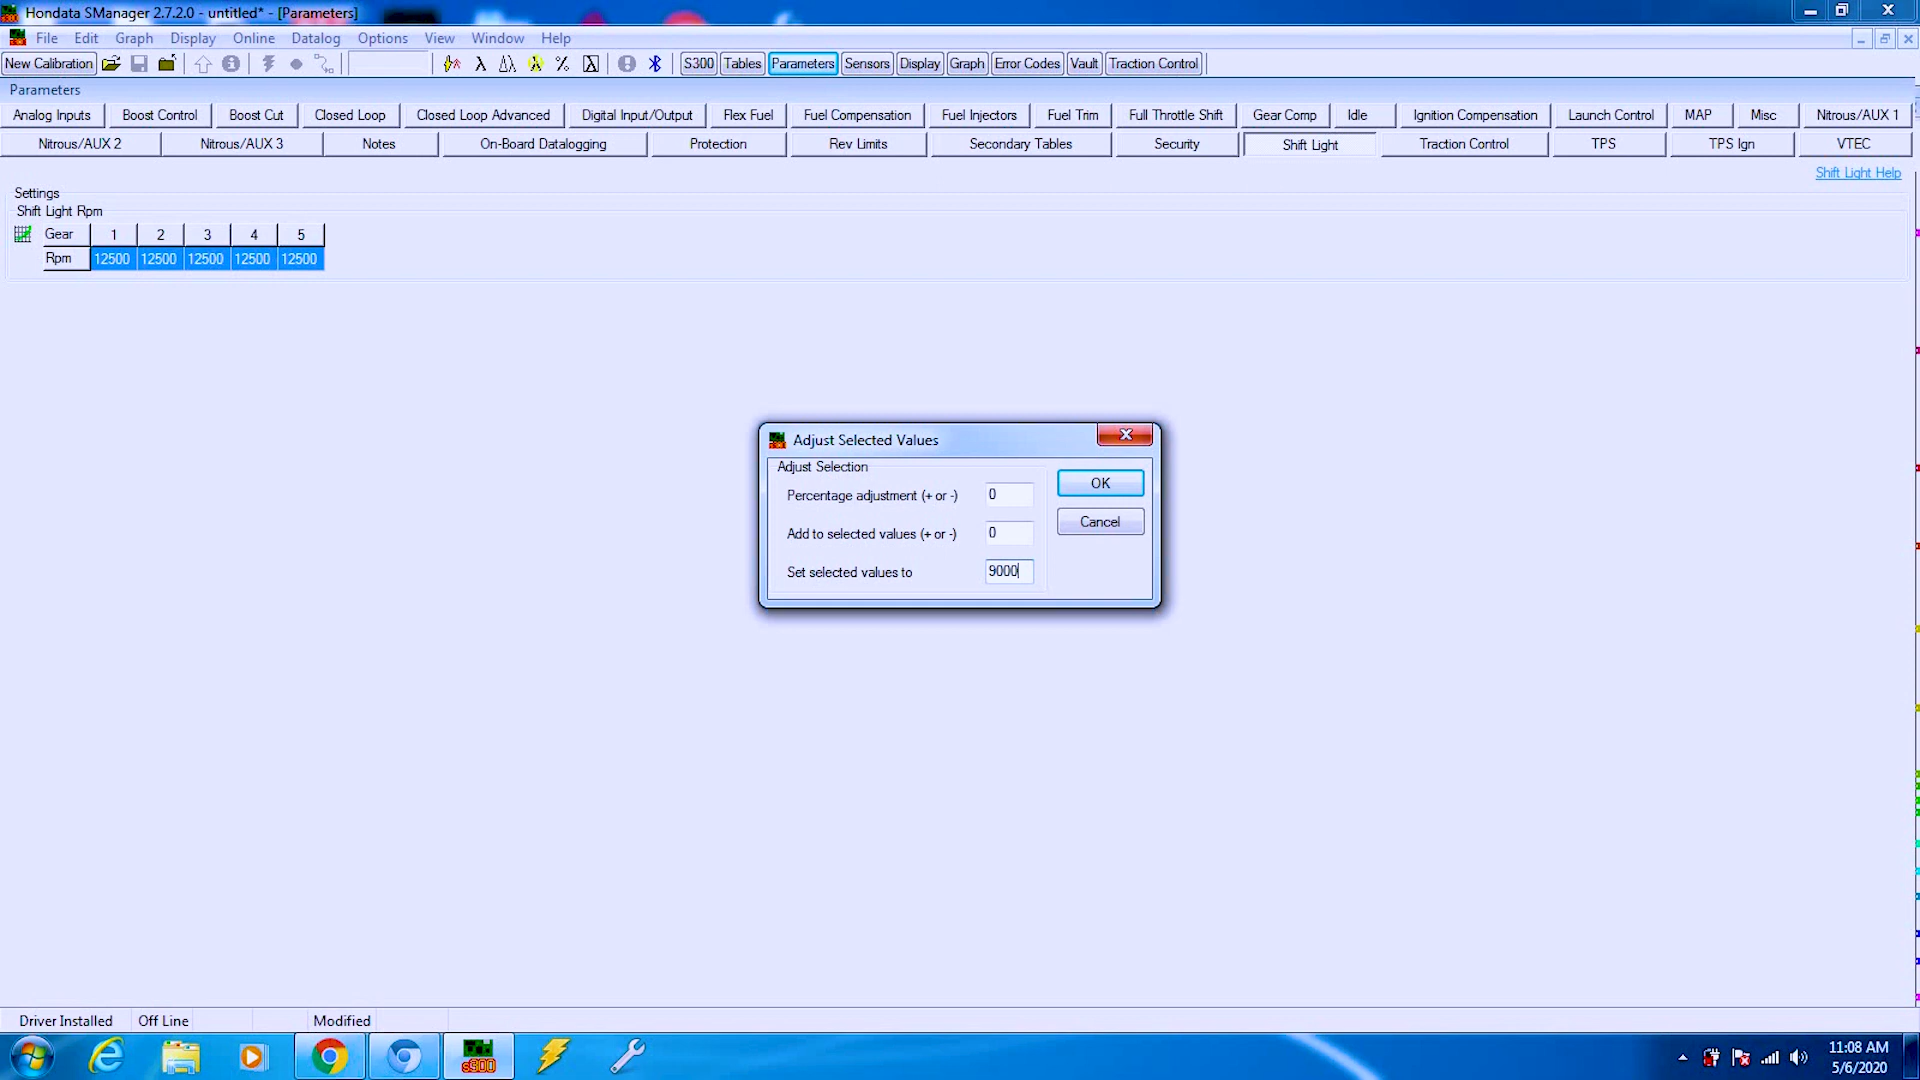 Hondata SManager 2.7.2.0 - untitled* - [Parameters]
File Edit Graph Display Online Datalog Options View Window Help
New Calibration S300 Tables Parameters Sensors Display Graph Error Codes Vault Traction Control
Parameters
Analog Inputs Boost Control Boost Cut Closed Loop Closed Loop Advanced Digital Input/Output Flex Fuel Fuel Compensation Fuel Injectors Fuel Trim Full Throttle Shift Gear Comp Idle Ignition Compensation Launch Control MAP Misc Nitrous/AUX 1
Nitrous/AUX 2 Nitrous/AUX 3 Notes On-Board Datalogging Protection Rev Limits Secondary Tables Security Shift Light Traction Control TPS TPS Ign VTEC
Shift Light Help
Settings
Shift Light Rpm
Gear 1 2 3 4 5
Rpm 12500 12500 12500 12500 12500
Adjust Selected Values
Adjust Selection
Percentage adjustment (+ or -) 0
OK
Add to selected values (+ or -) 0
Cancel
Set selected values to 9000
Driver Installed Off Line Modified
s300
11:08 AM
5/6/2020